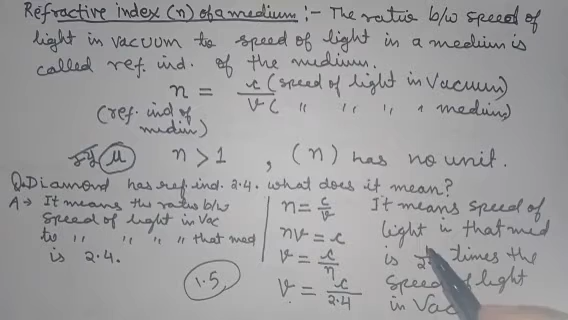 Refractive index (n) of a medium :- The ratio b/w speed of
light in vacuum to speed of light in a medium is
called ref. ind. of the medium.
n = c (speed of light in Vacuum)
v ( " " " " medium)
(ref. ind of
medium)
μ n > 1 , (n) has no unit.
Q. Diamond has ref. ind. 2.4. what does it mean?
A → It means the ratio b/w
speed of light in Vac
to " " " " that med
is 2.4.
n = c/v
nv = c
v = c/n
v = c/2.4
1.5
It means speed of
light in that med
is times the
speed of light
in Vac